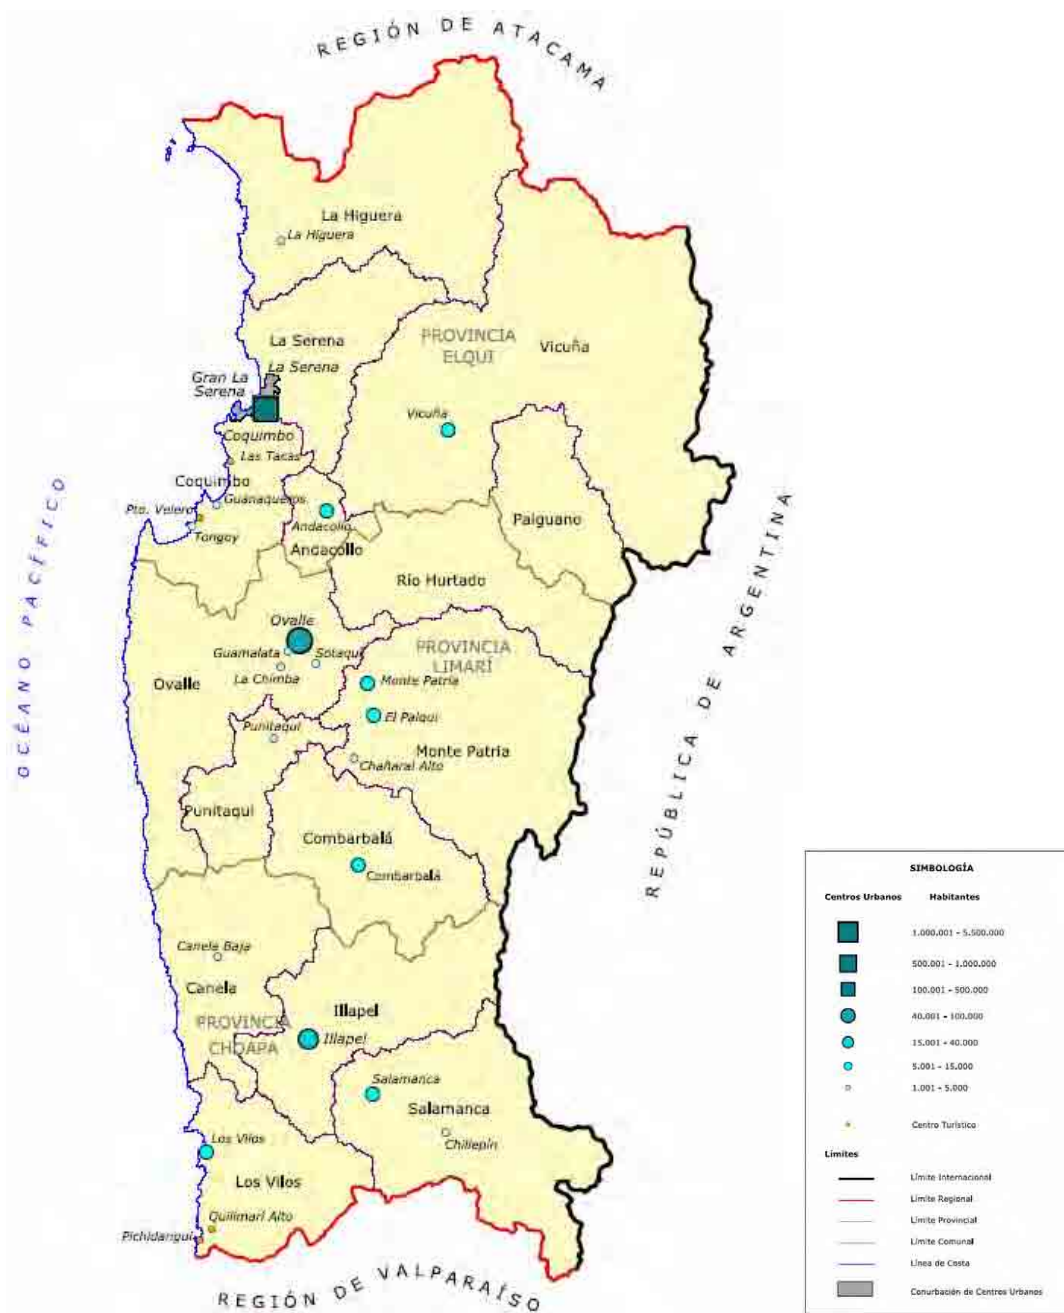 REGIÓN DE ATACAMA
La Higuera
La Higuera
PROVINCIA
ELQUI
Vicuña
La Serena
La Serena
Gran La
Serena
Vicuña
Coquimbo
Las Tacas
Coquimbo
Guanaqueros
Pto. Velero
Tongoy
Andacollo
Andacollo
Paiguano
Río Hurtado
OCÉANO PACÍFICO
REPÚBLICA DE ARGENTINA
Ovalle
PROVINCIA
LIMARÍ
Guamalata
Sotaquí
La Chimba
Ovalle
Monte Patria
El Palqui
Punitaqui
Monte Patria
Chañaral Alto
Punitaqui
Combarbalá
Combarbalá
Canela Baja
Canela
Illapel
PROVINCIA
CHOAPA
Illapel
Salamanca
Salamanca
Chillepín
Los Vilos
Los Vilos
Quilimarí Alto
Pichidangui
REGIÓN DE VALPARAÍSO
SIMBOLOGÍA
Centros Urbanos Habitantes
1.000.001 - 5.500.000
500.001 - 1.000.000
100.001 - 500.000
40.001 - 100.000
15.001 - 40.000
5.001 - 15.000
1.001 - 5.000
Centro Turístico
Límites
Límite Internacional
Límite Regional
Límite Provincial
Límite Comunal
Línea de Costa
Conurbación de Centros Urbanos